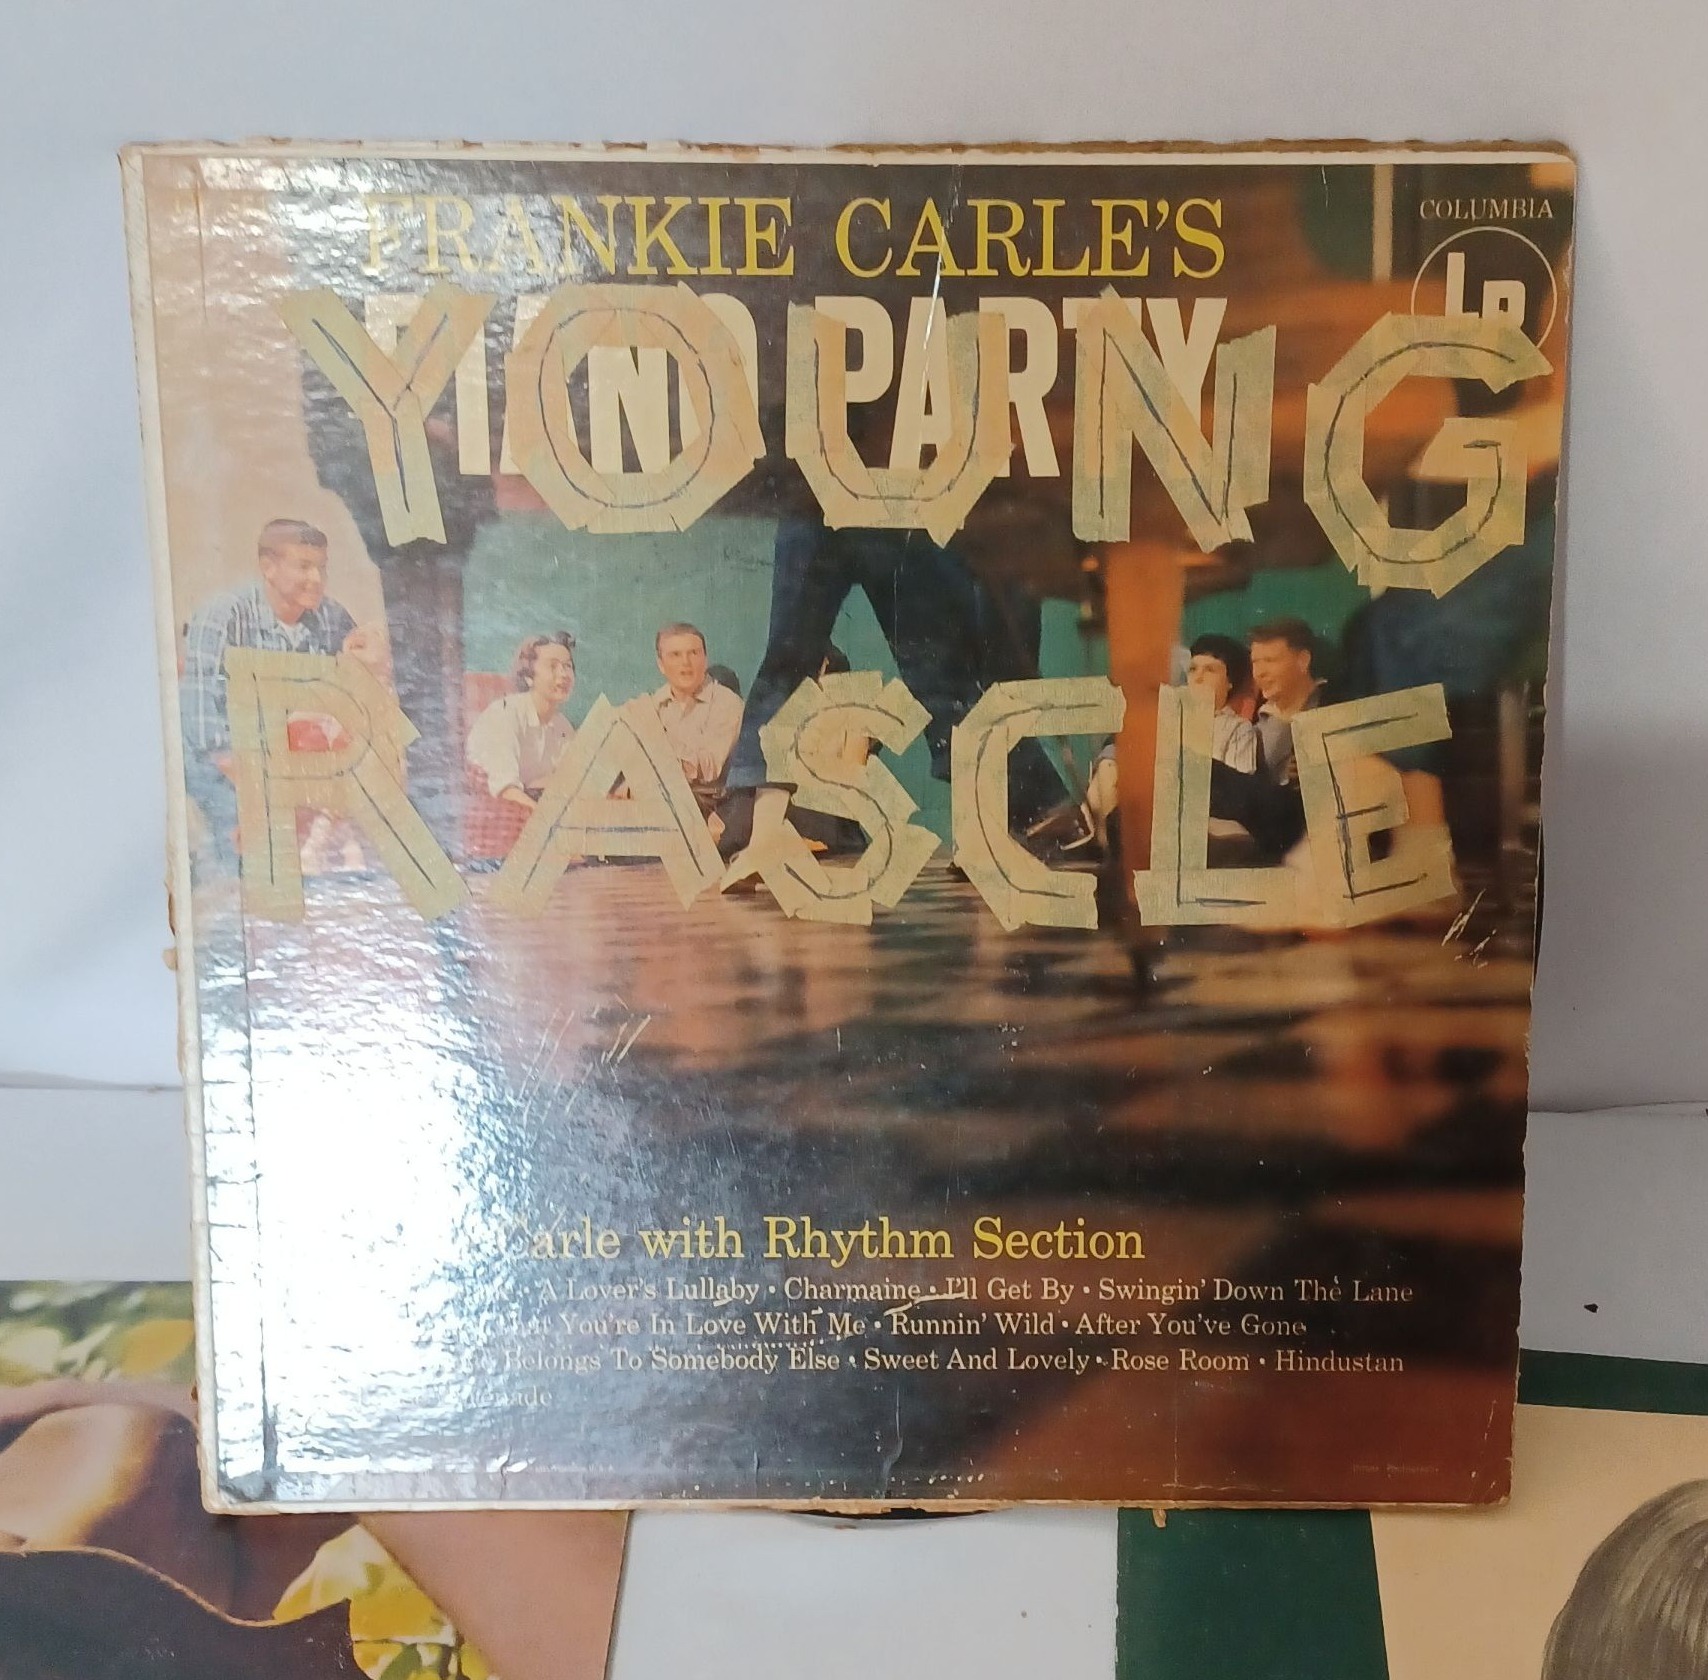 FRANKIE CARLE'S
COLUMBIA
PIANO PARTY
LP
YOUNG
RASCLE
Carle with Rhythm Section
A Lover's Lullaby • Charmaine • I'll Get By • Swingin' Down The Lane
You're In Love With Me • Runnin' Wild • After You've Gone
Belongs To Somebody Else • Sweet And Lovely • Rose Room • Hindustan